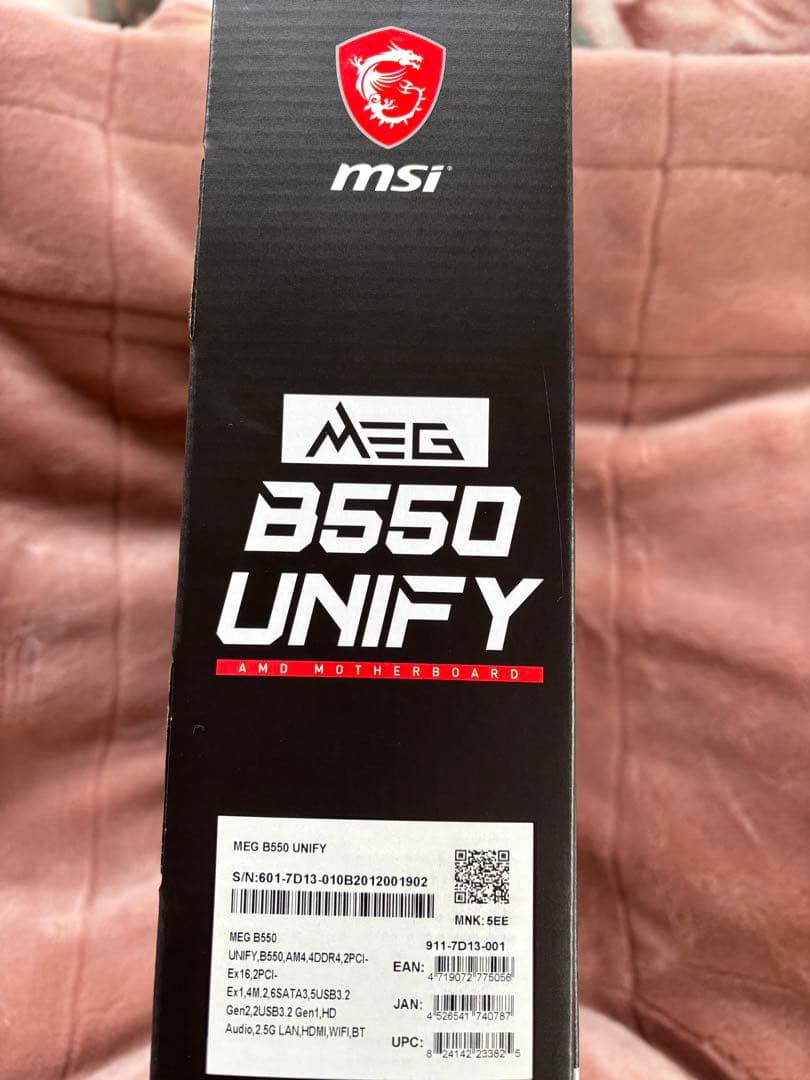 msi
MEG
B550
UNIFY
AMD MOTHERBOARD
MEG B550 UNIFY
S/N:601-7D13-010B2012001902
MNK: 5EE
MEG B550
UNIFY,B550,AM4,4DDR4,2PCI-
Ex16,2PCI-
Ex1,4M.2,6SATA3,5USB3.2
Gen2,2USB3.2 Gen1,HD
Audio,2.5G LAN,HDMI,WIFI,BT
911-7D13-001
EAN:
4 719072 775056
JAN:
4 526541 740787
UPC:
8 24142 23382 5